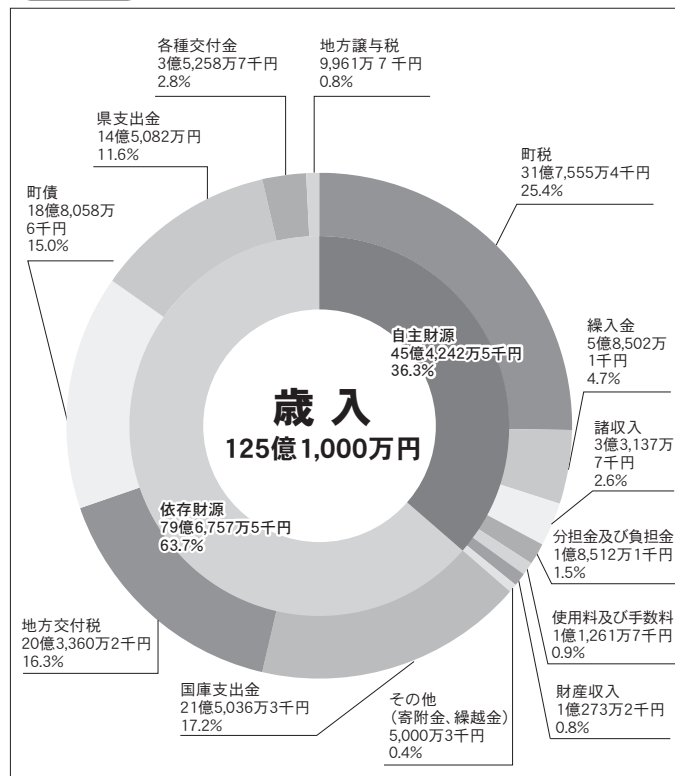 各種交付金
3億5,258万7千円
2.8%
地方譲与税
9,961万7千円
0.8%
県支出金
14億5,082万円
11.6%
町債
18億8,058万
6千円
15.0%
町税
31億7,555万4千円
25.4%
繰入金
5億8,502万
1千円
4.7%
諸収入
3億3,137万
7千円
2.6%
分担金及び負担金
1億8,512万1千円
1.5%
使用料及び手数料
1億1,261万7千円
0.9%
財産収入
1億273万2千円
0.8%
その他
(寄附金、繰越金)
5,000万3千円
0.4%
国庫支出金
21億5,036万3千円
17.2%
地方交付税
20億3,360万2千円
16.3%
自主財源
45億4,242万5千円
36.3%
歳入
125億1,000万円
依存財源
79億6,757万5千円
63.7%